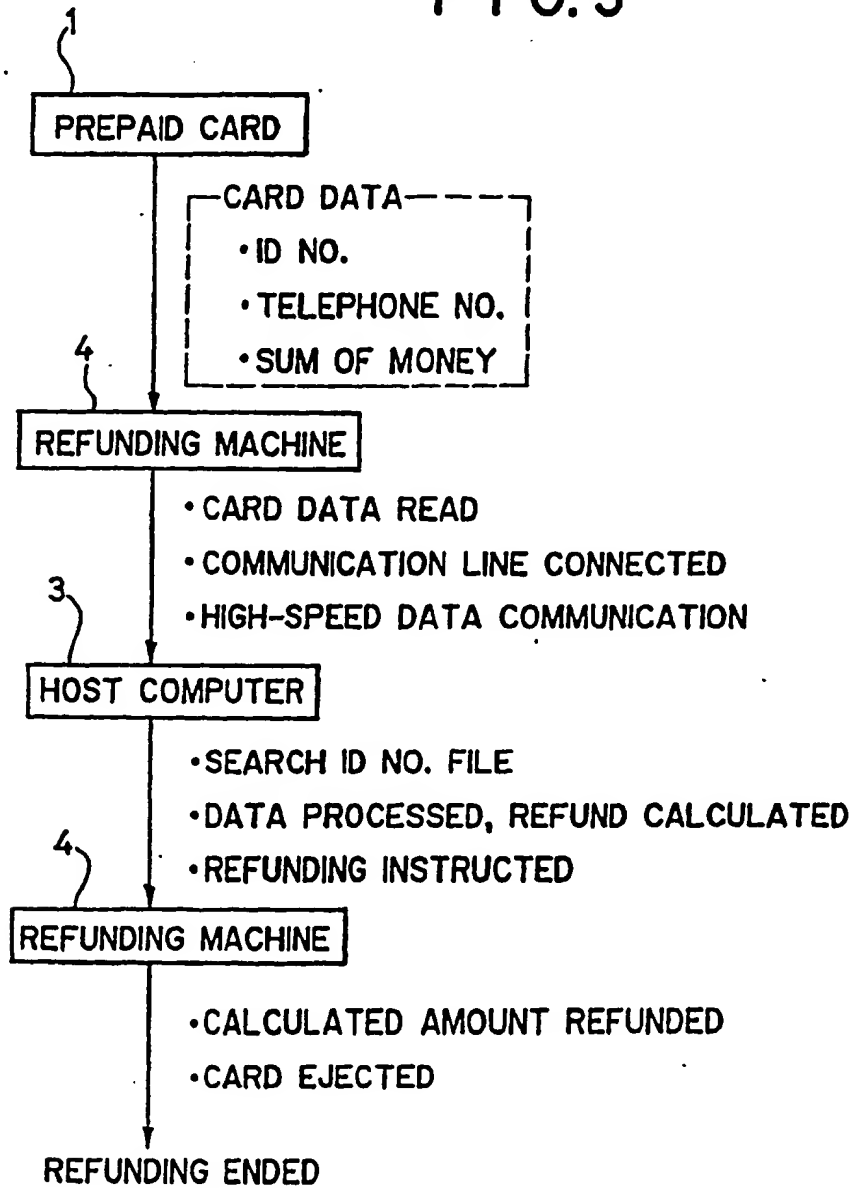 FIG. 5
1
PREPAID CARD
CARD DATA
・ID NO.
・TELEPHONE NO.
・SUM OF MONEY
4
REFUNDING MACHINE
・CARD DATA READ
・COMMUNICATION LINE CONNECTED
・HIGH-SPEED DATA COMMUNICATION
3
HOST COMPUTER
・SEARCH ID NO. FILE
・DATA PROCESSED, REFUND CALCULATED
・REFUNDING INSTRUCTED
4
REFUNDING MACHINE
・CALCULATED AMOUNT REFUNDED
・CARD EJECTED
REFUNDING ENDED